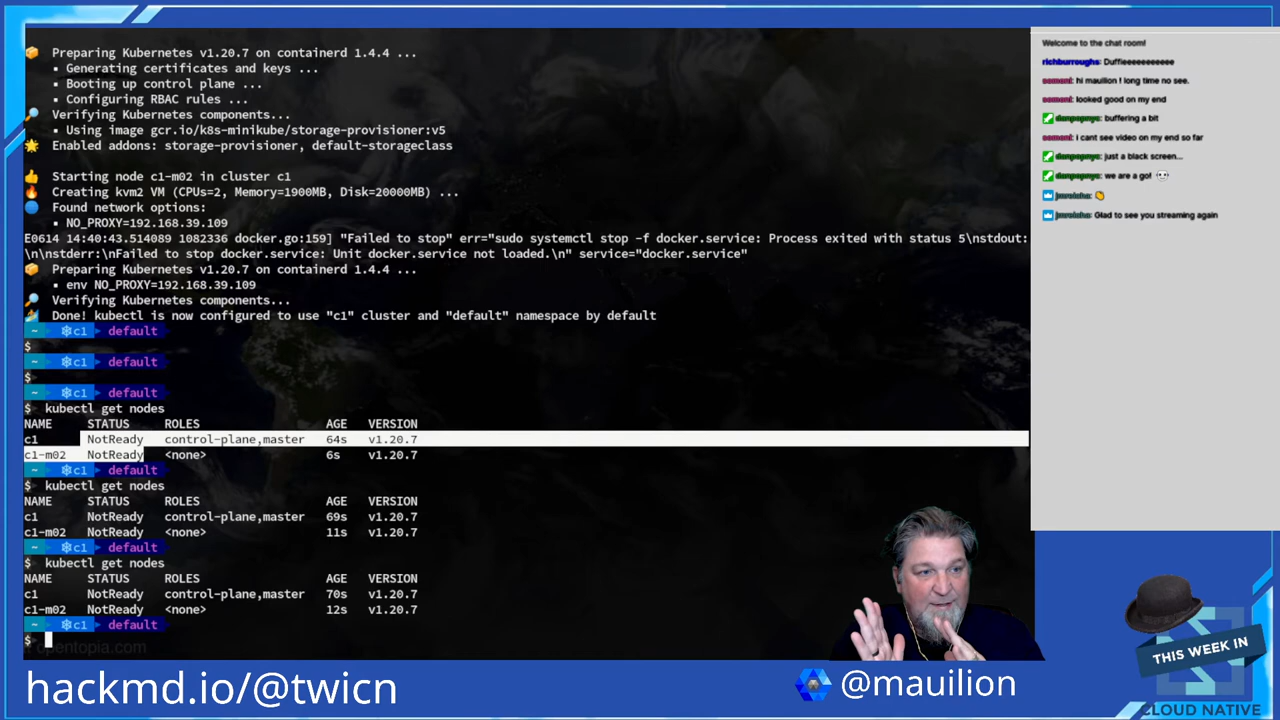 Preparing Kubernetes v1.20.7 on containerd 1.4.4 ...
▪ Generating certificates and keys ...
▪ Booting up control plane ...
▪ Configuring RBAC rules ...
Verifying Kubernetes components...
▪ Using image gcr.io/k8s-minikube/storage-provisioner:v5
Enabled addons: storage-provisioner, default-storageclass
Starting node c1-m02 in cluster c1
Creating kvm2 VM (CPUs=2, Memory=1900MB, Disk=20000MB) ...
Found network options:
▪ NO_PROXY=192.168.39.109
E0614 14:40:43.514089 1082336 docker.go:159] "Failed to stop" err="sudo systemctl stop -f docker.service: Process exited with status 5\nstdout:
\n\nstderr:\nFailed to stop docker.service: Unit docker.service not loaded.\n" service="docker.service"
Preparing Kubernetes v1.20.7 on containerd 1.4.4 ...
▪ env NO_PROXY=192.168.39.109
Verifying Kubernetes components...
Done! kubectl is now configured to use "c1" cluster and "default" namespace by default
~ ❄c1 default
$
~ ❄c1 default
$
~ ❄c1 default
$ kubectl get nodes
NAME STATUS ROLES AGE VERSION
c1 NotReady control-plane,master 64s v1.20.7
c1-m02 NotReady <none> 6s v1.20.7
~ ❄c1 default
$ kubectl get nodes
NAME STATUS ROLES AGE VERSION
c1 NotReady control-plane,master 69s v1.20.7
c1-m02 NotReady <none> 11s v1.20.7
~ ❄c1 default
$ kubectl get nodes
NAME STATUS ROLES AGE VERSION
c1 NotReady control-plane,master 70s v1.20.7
c1-m02 NotReady <none> 12s v1.20.7
~ ❄c1 default
$
opentopia.com
Welcome to the chat room!
richburroughs: Duffieeeeeeeeeee
hi mauilion ! long time no see.
looked good on my end
danpopnyc: buffering a bit
i cant see video on my end so far
danpopnyc: just a black screen...
danpopnyc: we are a go!
Glad to see you streaming again
hackmd.io/@twicn
@mauilion
THIS WEEK IN
CLOUD NATIVE